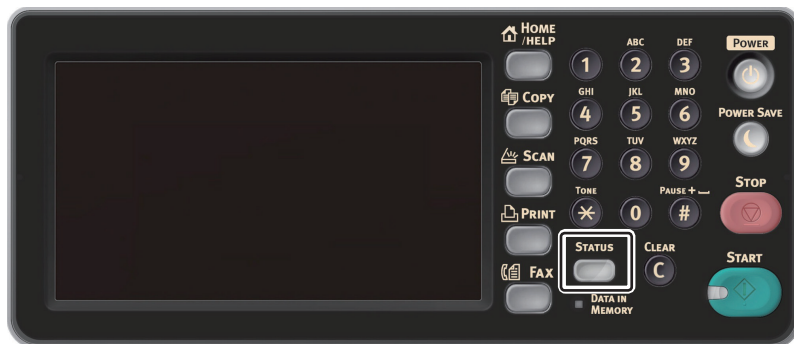 HOME
/HELP
COPY
SCAN
PRINT
FAX
1
ABC
2
DEF
3
GHI
4
JKL
5
MNO
6
PQRS
7
TUV
8
WXYZ
9
TONE
*
0
PAUSE +
#
STATUS
CLEAR
C
DATA IN
MEMORY
POWER
POWER SAVE
STOP
START